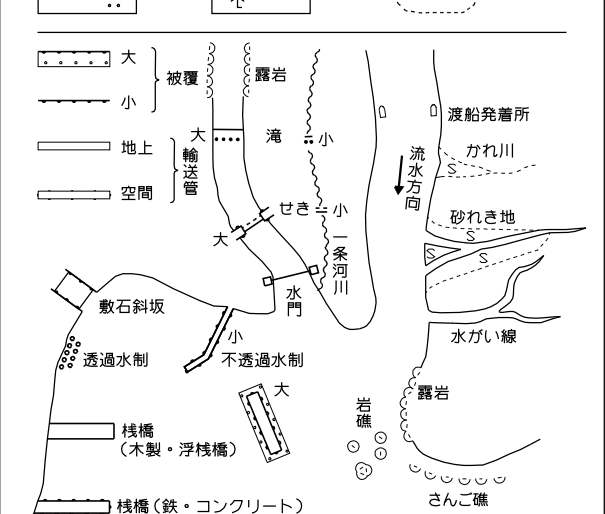 大
被覆
小
地上
輸送管
空間
露岩
大
滝
小
せき
小
大
一条河川
水門
渡船発着所
かれ川
流水方向
砂れき地
S
S
S
S
水がい線
敷石斜坂
透過水制
小
不透過水制
大
桟橋
(木製・浮桟橋)
桟橋(鉄・コンクリート)
岩礁
露岩
さんご礁